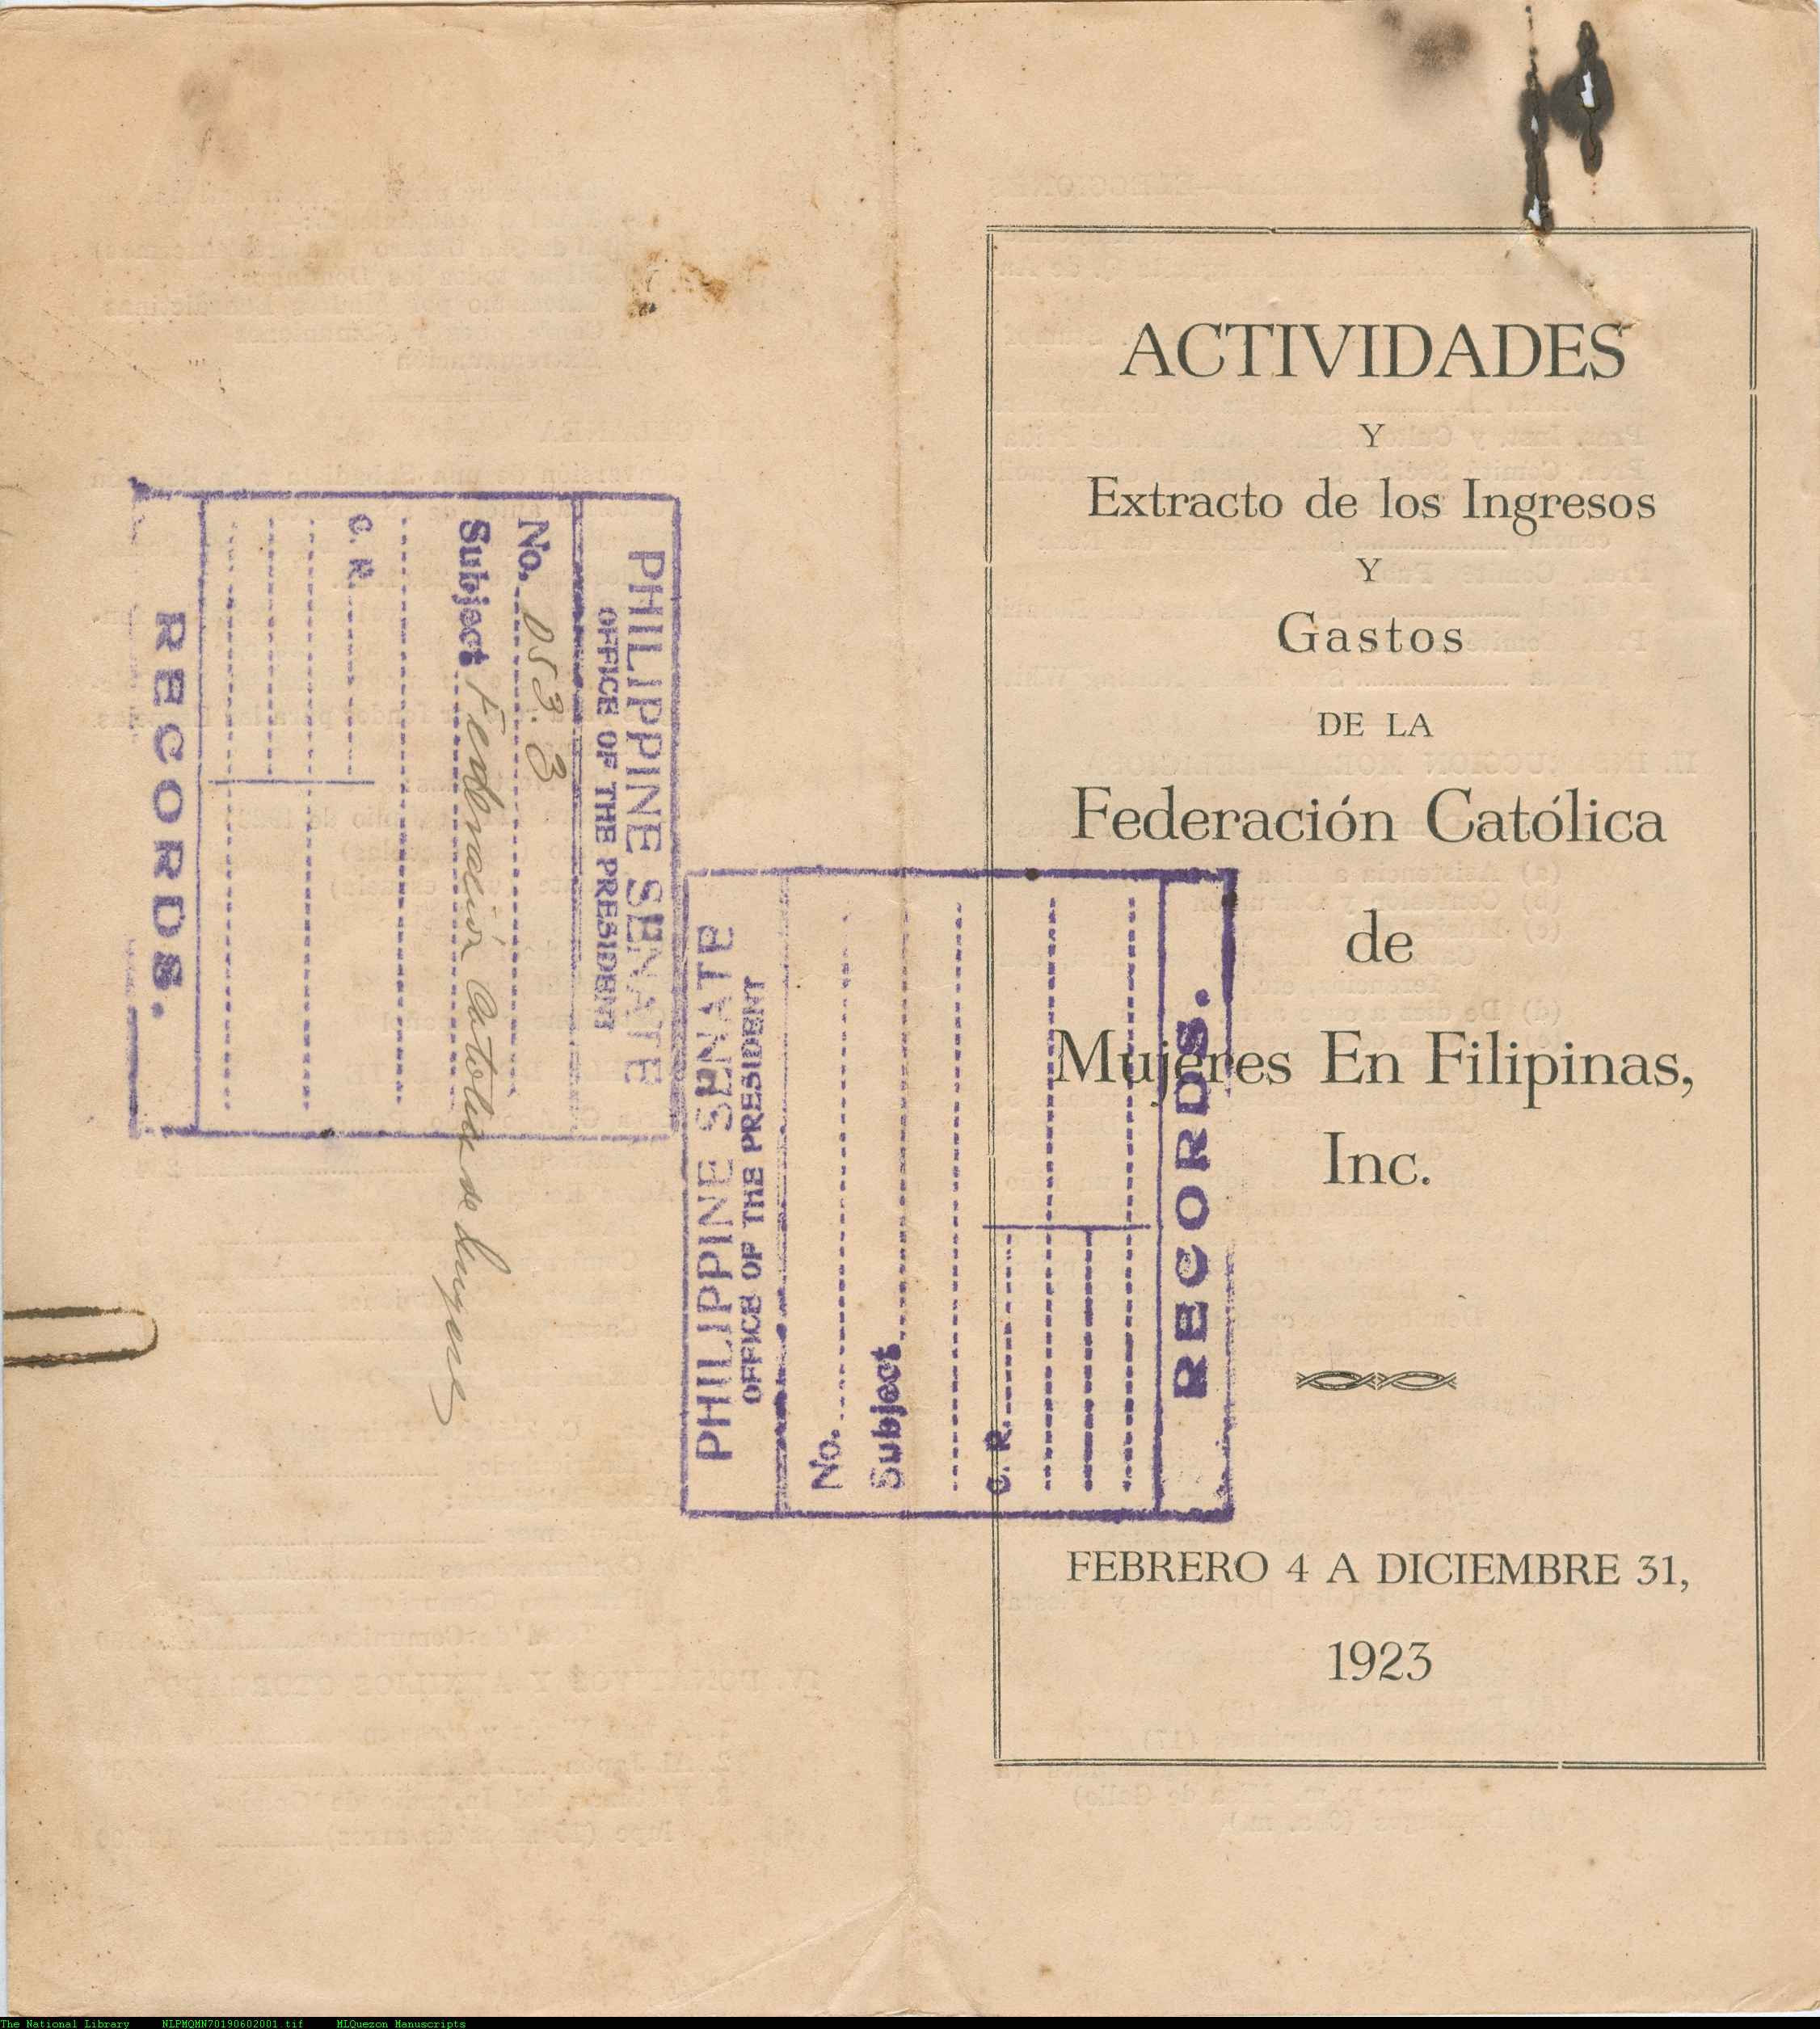 PHILIPPINE SENATE
OFFICE OF THE PRESIDENT
No. 053.3
Subject Federación Católica de Mujeres
C. R.
RECORDS.
PHILIPPINE SENATE
OFFICE OF THE PRESIDENT
No.
Subject
C. R.
RECORDS.
ACTIVIDADES
Y
Extracto de los Ingresos
Y
Gastos
DE LA
Federación Católica
de
Mujeres En Filipinas,
Inc.
FEBRERO 4 A DICIEMBRE 31,
1923
The National Library NLPMQMN70190602001.tif MLQuezon Manuscripts